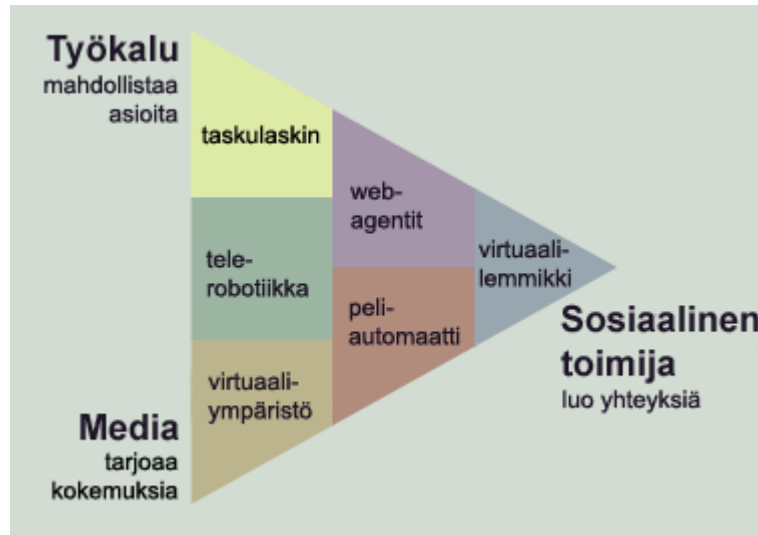 Työkalu
mahdollistaa
asioita
taskulaskin
web-
agentit
tele-
robotiikka
virtuaali-
lemmikki
peli-
automaatti
Sosiaalinen
toimija
luo yhteyksiä
virtuaali-
ympäristö
Media
tarjoaa
kokemuksia